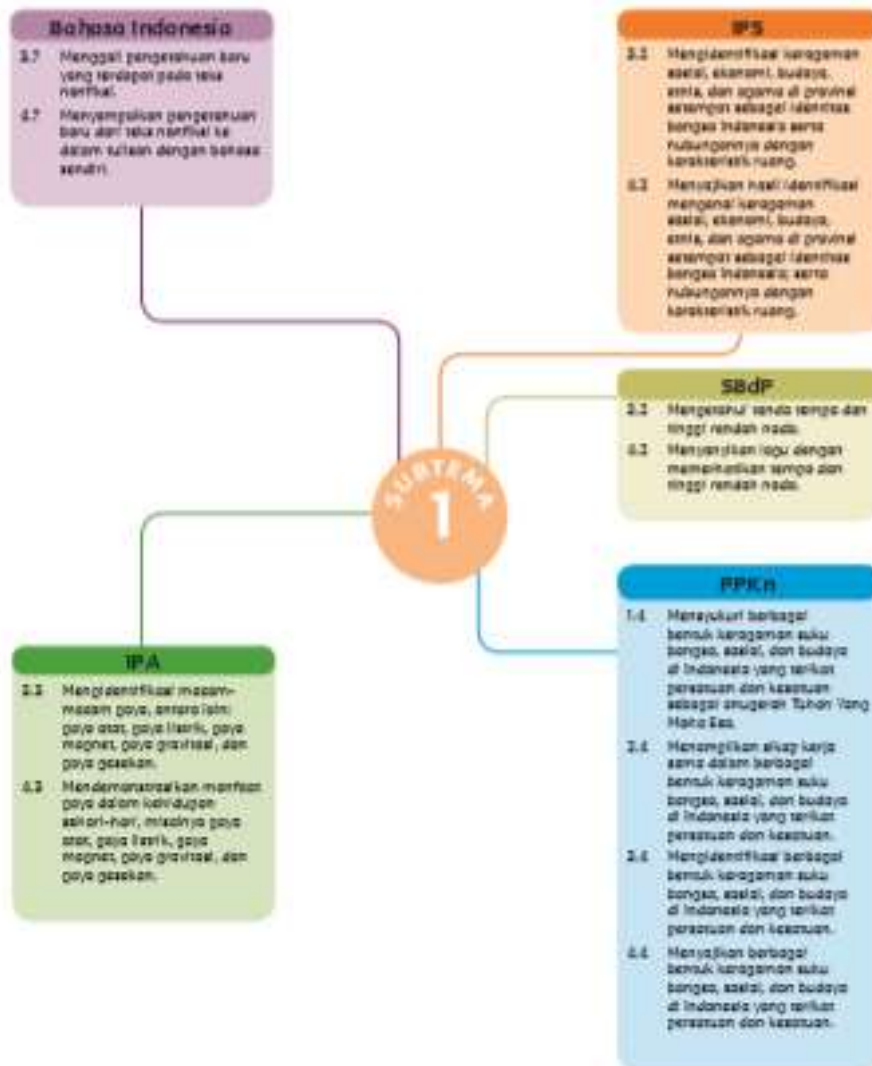 Bahasa Indonesia
3.7 Menggali pengetahuan baru
yang terdapat pada teks
nonfiksi.
4.7 Menyampaikan pengetahuan
baru dari teks nonfiksi ke
dalam tulisan dengan bahasa
sendiri.
IPS
3.2 Mengidentifikasi keragaman
sosial, ekonomi, budaya,
etnis, dan agama di provinsi
setempat sebagai identitas
bangsa Indonesia serta
hubungannya dengan
karakteristik ruang.
4.2 Menyajikan hasil identifikasi
mengenai keragaman
sosial, ekonomi, budaya,
etnis, dan agama di provinsi
setempat sebagai identitas
bangsa Indonesia; serta
hubungannya dengan
karakteristik ruang.
SBdP
3.2 Mengetahui tanda tempo dan
tinggi rendah nada.
4.2 Menyanyikan lagu dengan
memerhatikan tempo dan
tinggi rendah nada.
SUBTEMA
1
IPA
3.3 Mengidentifikasi macam-
macam gaya, antara lain:
gaya otot, gaya listrik, gaya
magnet, gaya gravitasi, dan
gaya gesekan.
4.3 Mendemonstrasikan manfaat
gaya dalam kehidupan
sehari-hari, misalnya gaya
otot, gaya listrik, gaya
magnet, gaya gravitasi, dan
gaya gesekan.
PPKn
1.4 Mensyukuri berbagai
bentuk keragaman suku
bangsa, sosial, dan budaya
di Indonesia yang terikat
persatuan dan kesatuan
sebagai anugerah Tuhan Yang
Maha Esa.
2.4 Menampilkan sikap kerja
sama dalam berbagai
bentuk keragaman suku
bangsa, sosial, dan budaya
di Indonesia yang terikat
persatuan dan kesatuan.
3.4 Mengidentifikasi berbagai
bentuk keragaman suku
bangsa, sosial, dan budaya
di Indonesia yang terikat
persatuan dan kesatuan.
4.4 Menyajikan berbagai
bentuk keragaman suku
bangsa, sosial, dan budaya
di Indonesia yang terikat
persatuan dan kesatuan.